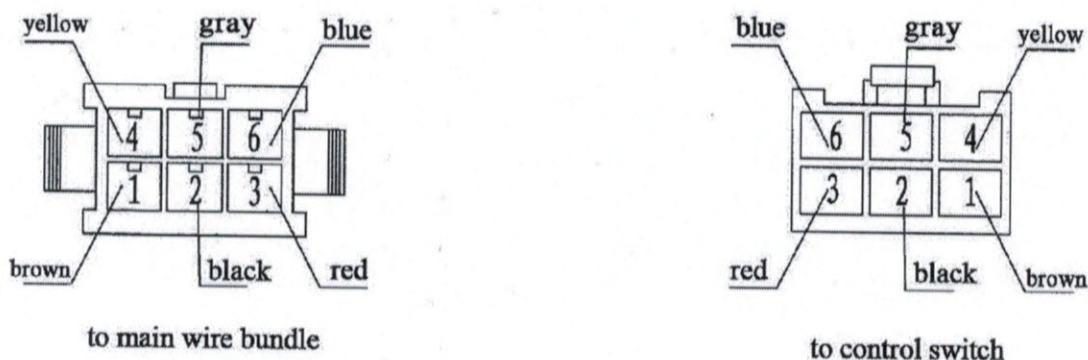 yellow
gray
blue
4 5 6
1 2 3
brown
black
red
to main wire bundle
blue
gray
yellow
6 5 4
3 2 1
red
black
brown
to control switch